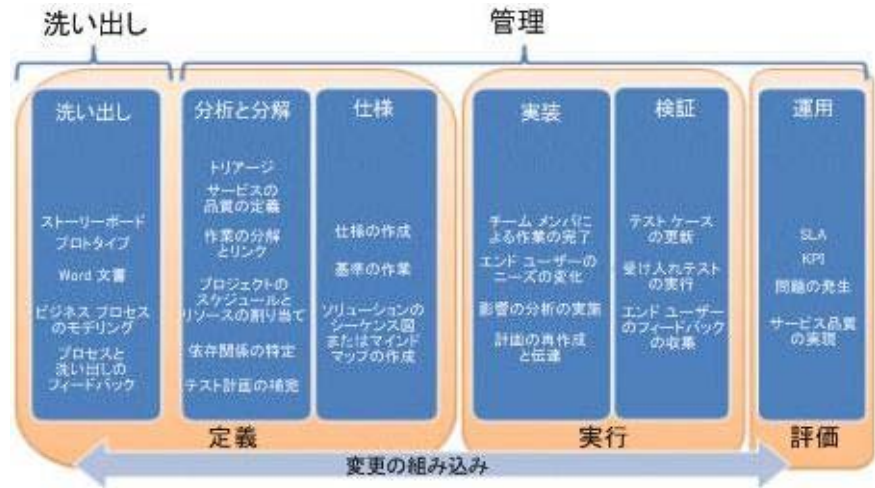 洗い出し
管理
洗い出し
ストーリーボード
プロトタイプ
Word 文書
ビジネス プロセス
のモデリング
プロセスと
洗い出しの
フィードバック
分析と分解
トリアージ
サービスの
品質の定義
作業の分解
とリンク
プロジェクトの
スケジュールと
リソースの割り当て
依存関係の特定
テスト計画の補完
仕様
仕様の作成
基準の作業
ソリューションの
シーケンス図
またはマインド
マップの作成
実装
チーム メンバに
よる作業の完了
エンド ユーザーの
ニーズの変化
影響の分析の実施
計画の再作成
と伝達
検証
テスト ケース
の更新
受け入れテスト
の実行
エンド ユーザー
のフィードバック
の収集
運用
SLA
KPI
問題の発生
サービス品質
の実現
定義
実行
評価
変更の組み込み